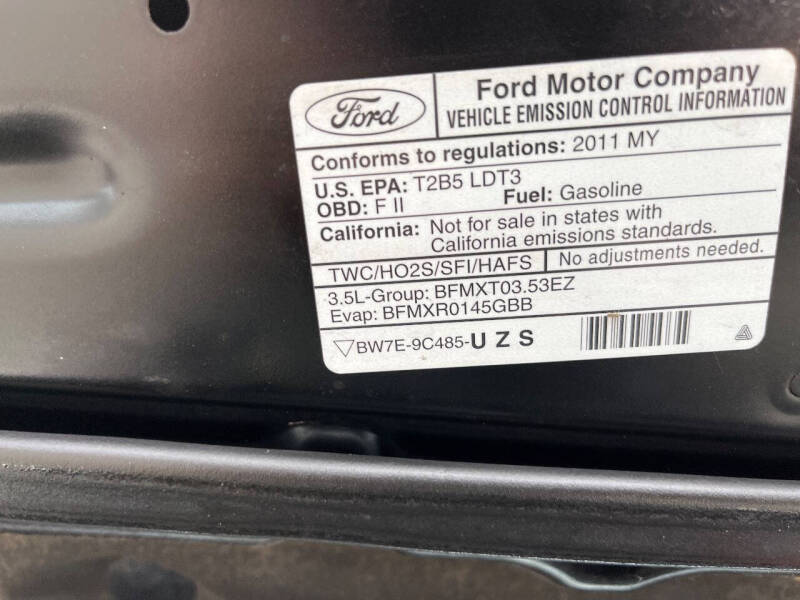 Ford
Ford Motor Company
VEHICLE EMISSION CONTROL INFORMATION
Conforms to regulations: 2011 MY
U.S. EPA: T2B5 LDT3
OBD: F II Fuel: Gasoline
California: Not for sale in states with
California emissions standards.
TWC/HO2S/SFI/HAFS No adjustments needed.
3.5L-Group: BFMXT03.53EZ
Evap: BFMXR0145GBB
▽BW7E-9C485-U Z S